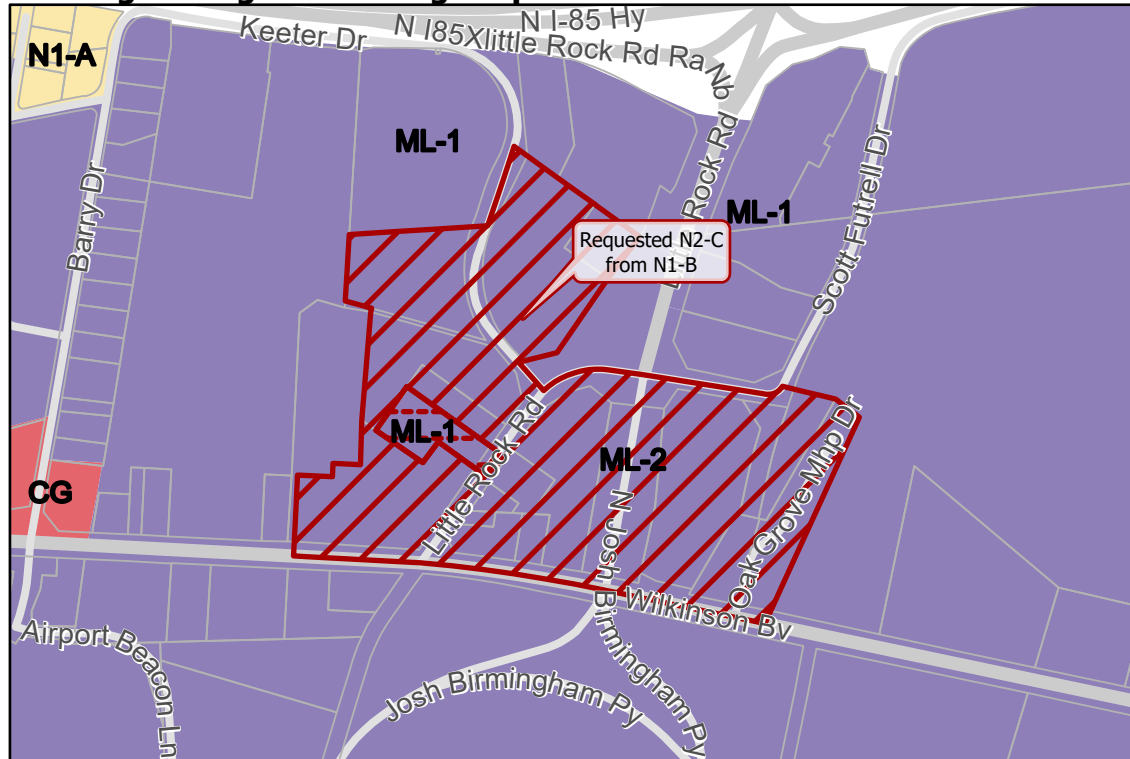 N I-85 Hy
Keeter Dr
N I85Xlittle Rock Rd Ra Nb
N1-A
ML-1
Rock Rd
Scott Futrell Dr
Barry Dr
ML-1
Requested N2-C
from N1-B
ML-1
Little Rock Rd
ML-2
Oak Grove Mhp Dr
CG
N Josh Birmingham Py
Wilkinson Bv
Airport Beacon Ln
Josh Birmingham Py